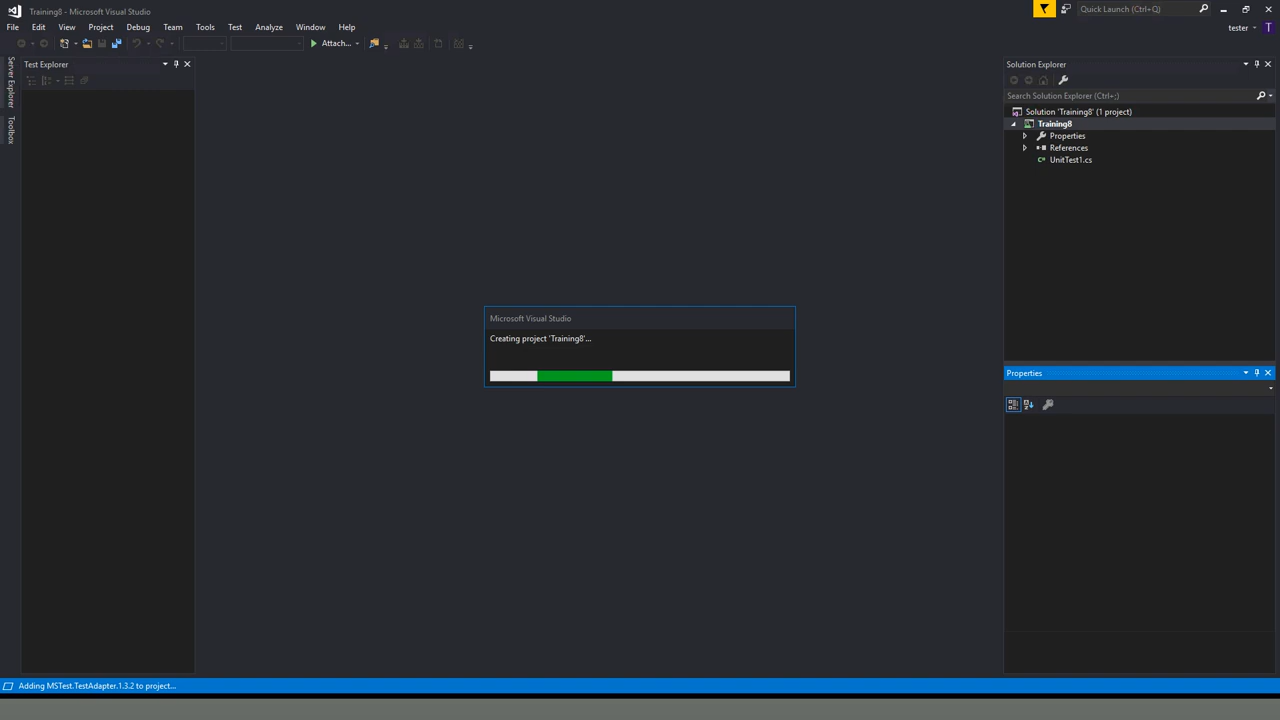 Training8 - Microsoft Visual Studio
Quick Launch (Ctrl+Q)
File Edit View Project Debug Team Tools Test Analyze Window Help
tester T
Attach...
Server Explorer
Toolbox
Test Explorer
Solution Explorer
Search Solution Explorer (Ctrl+;)
Solution 'Training8' (1 project)
Training8
Properties
References
UnitTest1.cs
Microsoft Visual Studio
Creating project 'Training8'...
Properties
Adding MSTest.TestAdapter.1.3.2 to project...